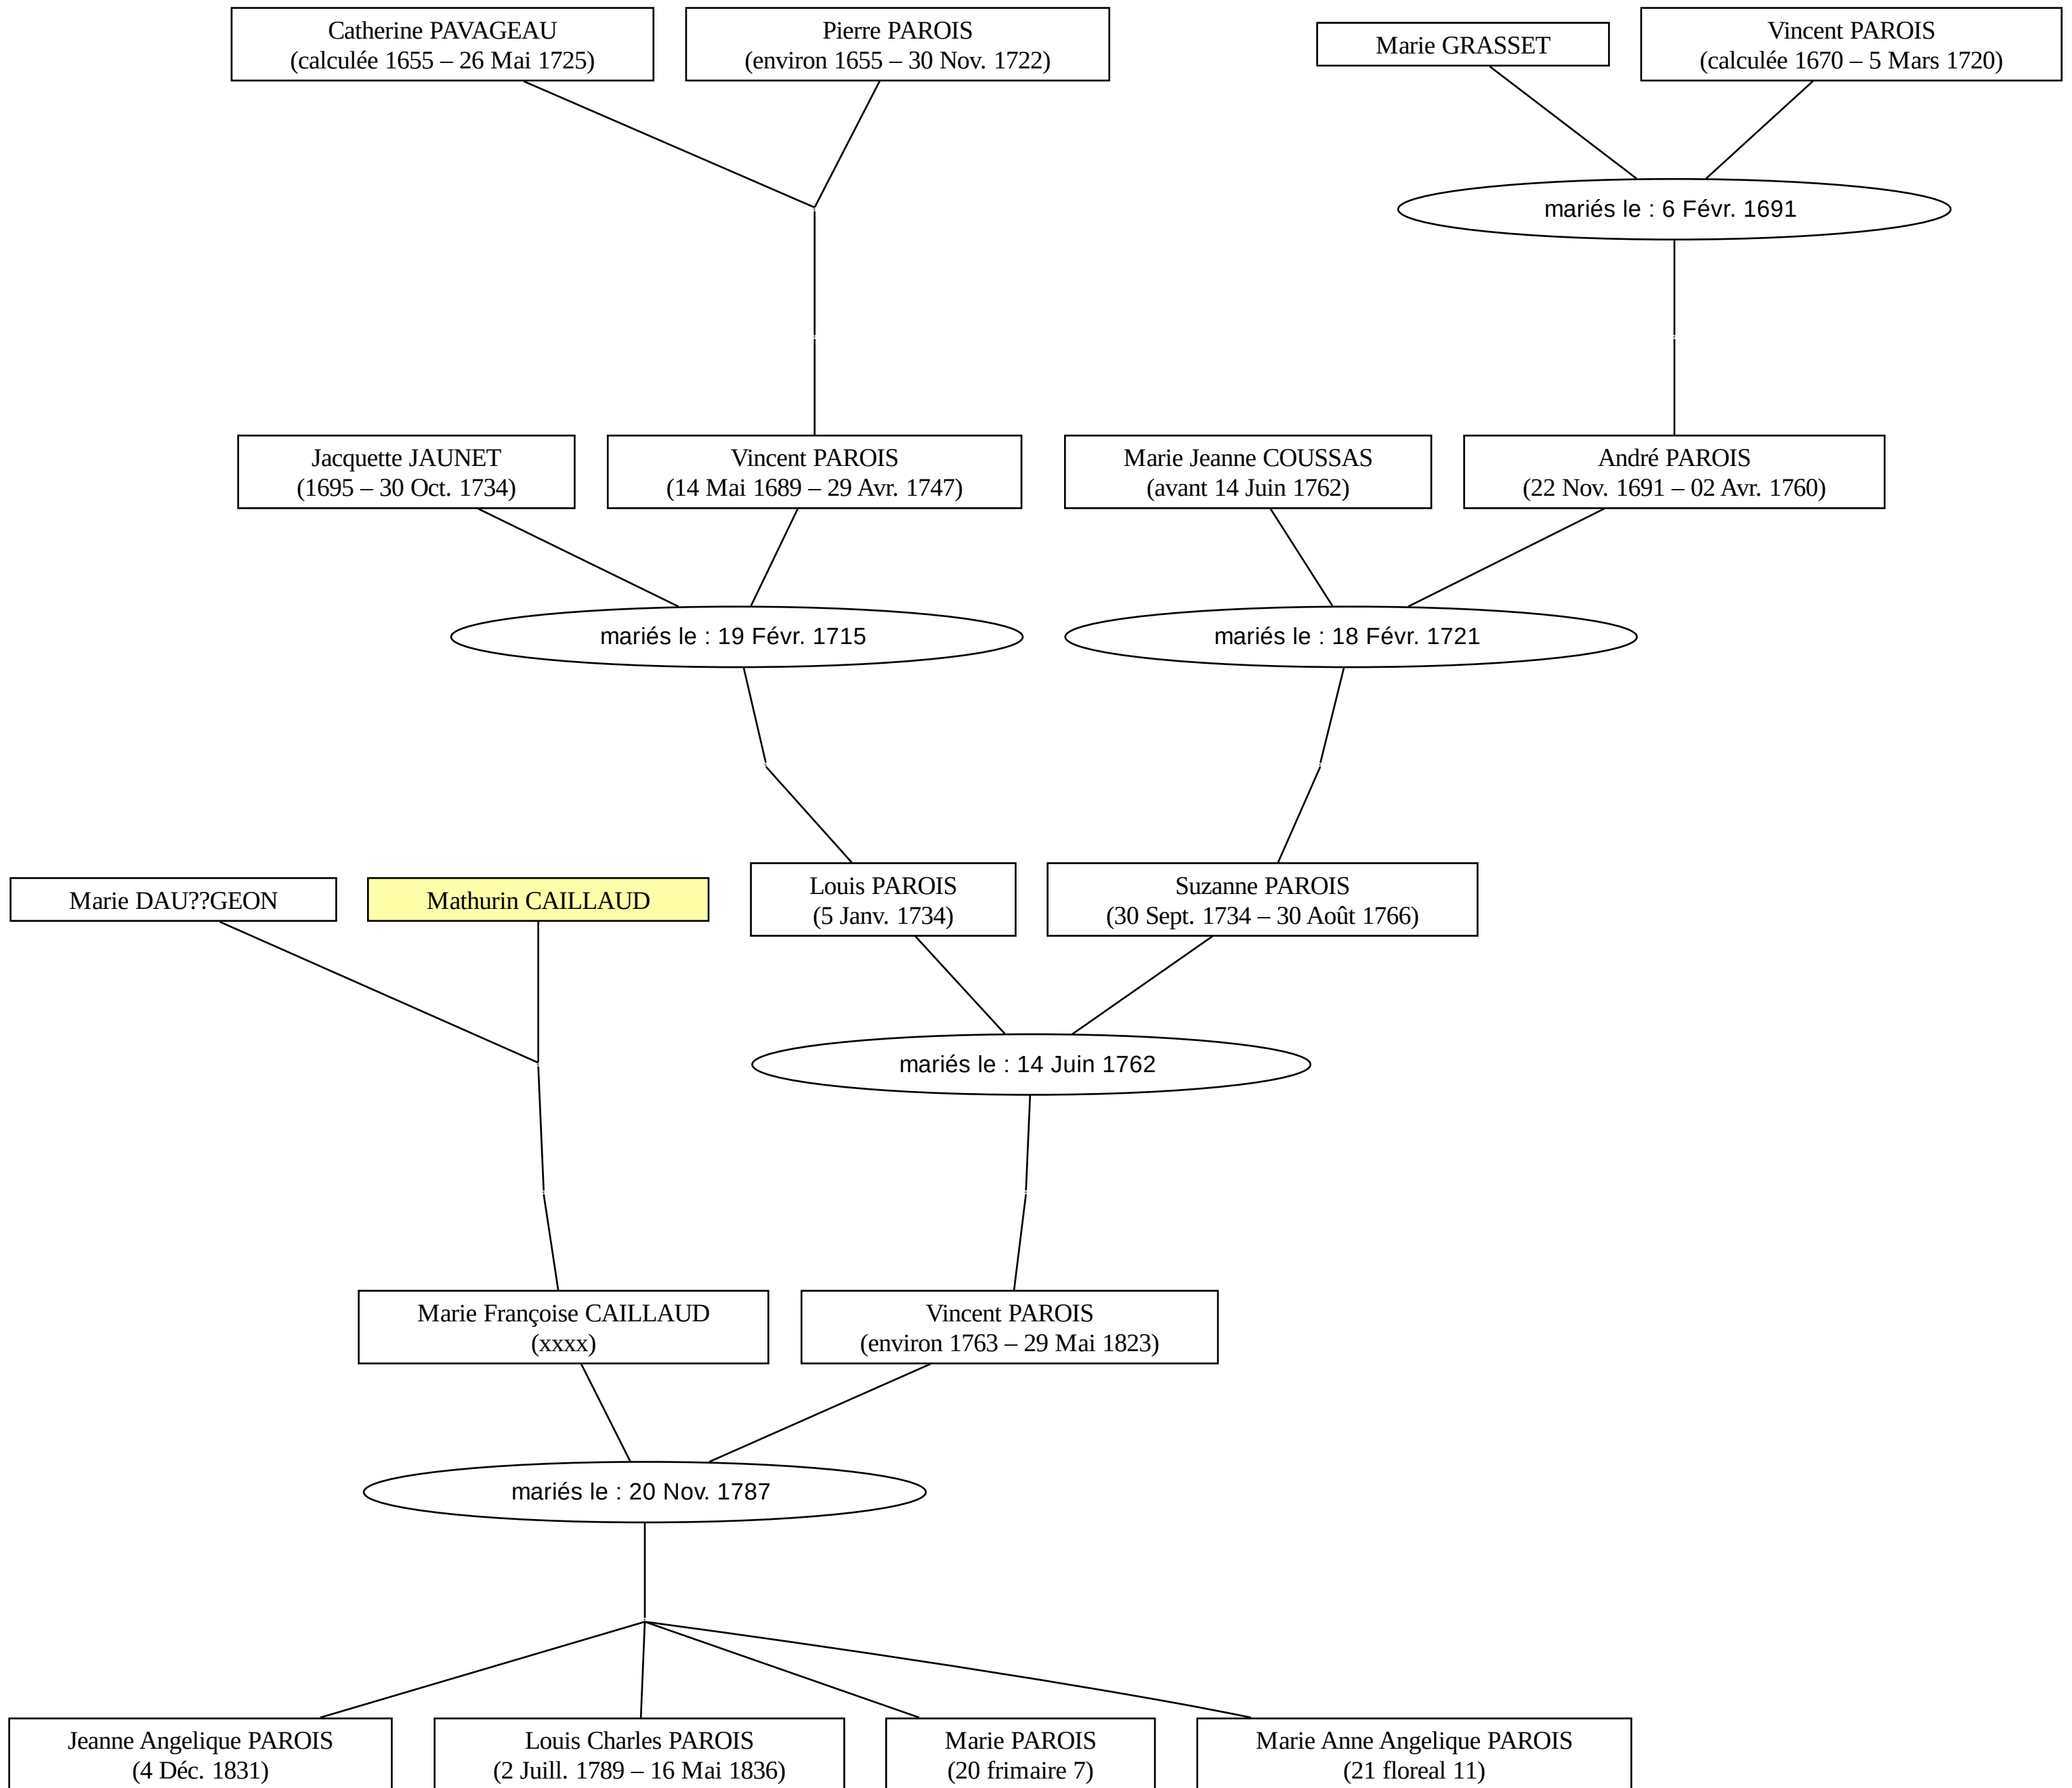 Catherine PAVAGEAU
(calculée 1655 – 26 Mai 1725)
Pierre PAROIS
(environ 1655 – 30 Nov. 1722)
Marie GRASSET
Vincent PAROIS
(calculée 1670 – 5 Mars 1720)
mariés le : 6 Févr. 1691
Jacquette JAUNET
(1695 – 30 Oct. 1734)
Vincent PAROIS
(14 Mai 1689 – 29 Avr. 1747)
Marie Jeanne COUSSAS
(avant 14 Juin 1762)
André PAROIS
(22 Nov. 1691 – 02 Avr. 1760)
mariés le : 19 Févr. 1715
mariés le : 18 Févr. 1721
Marie DAU??GEON
Mathurin CAILLAUD
Louis PAROIS
(5 Janv. 1734)
Suzanne PAROIS
(30 Sept. 1734 – 30 Août 1766)
mariés le : 14 Juin 1762
Marie Françoise CAILLAUD
(xxxx)
Vincent PAROIS
(environ 1763 – 29 Mai 1823)
mariés le : 20 Nov. 1787
Jeanne Angelique PAROIS
(4 Déc. 1831)
Louis Charles PAROIS
(2 Juill. 1789 – 16 Mai 1836)
Marie PAROIS
(20 frimaire 7)
Marie Anne Angelique PAROIS
(21 floreal 11)